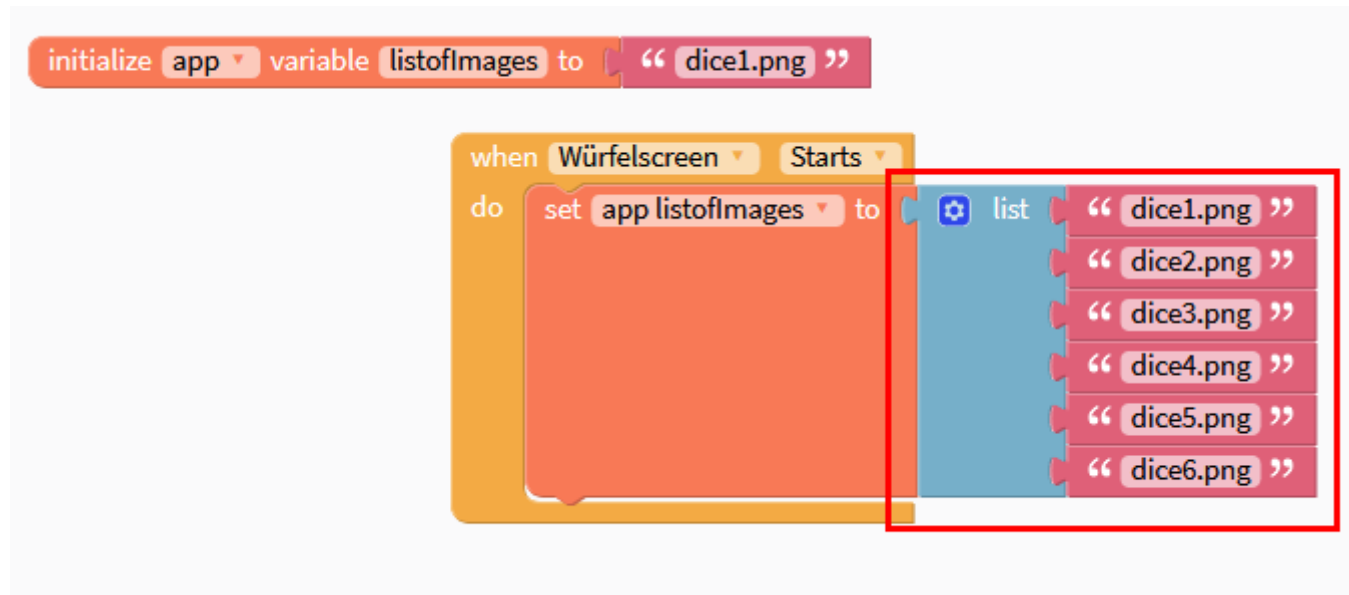 initialize app variable listofImages to “ dice1.png ”
when Würfelscreen Starts
do set app listofImages to list “ dice1.png ”
“ dice2.png ”
“ dice3.png ”
“ dice4.png ”
“ dice5.png ”
“ dice6.png ”